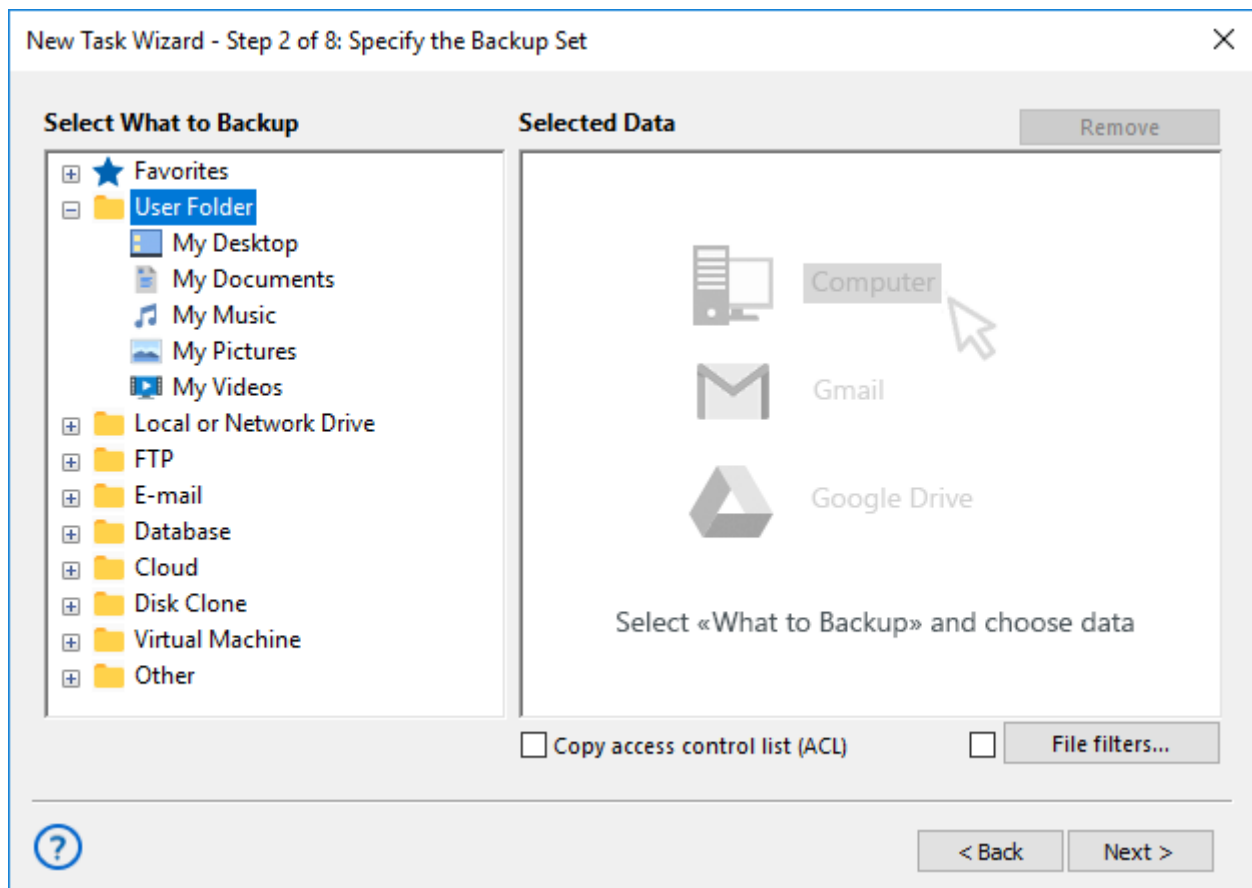 New Task Wizard - Step 2 of 8: Specify the Backup Set
Select What to Backup
Selected Data
Remove
Favorites
User Folder
My Desktop
My Documents
My Music
My Pictures
My Videos
Local or Network Drive
FTP
E-mail
Database
Cloud
Disk Clone
Virtual Machine
Other
Computer
Gmail
Google Drive
Select «What to Backup» and choose data
Copy access control list (ACL)
File filters...
?
< Back
Next >